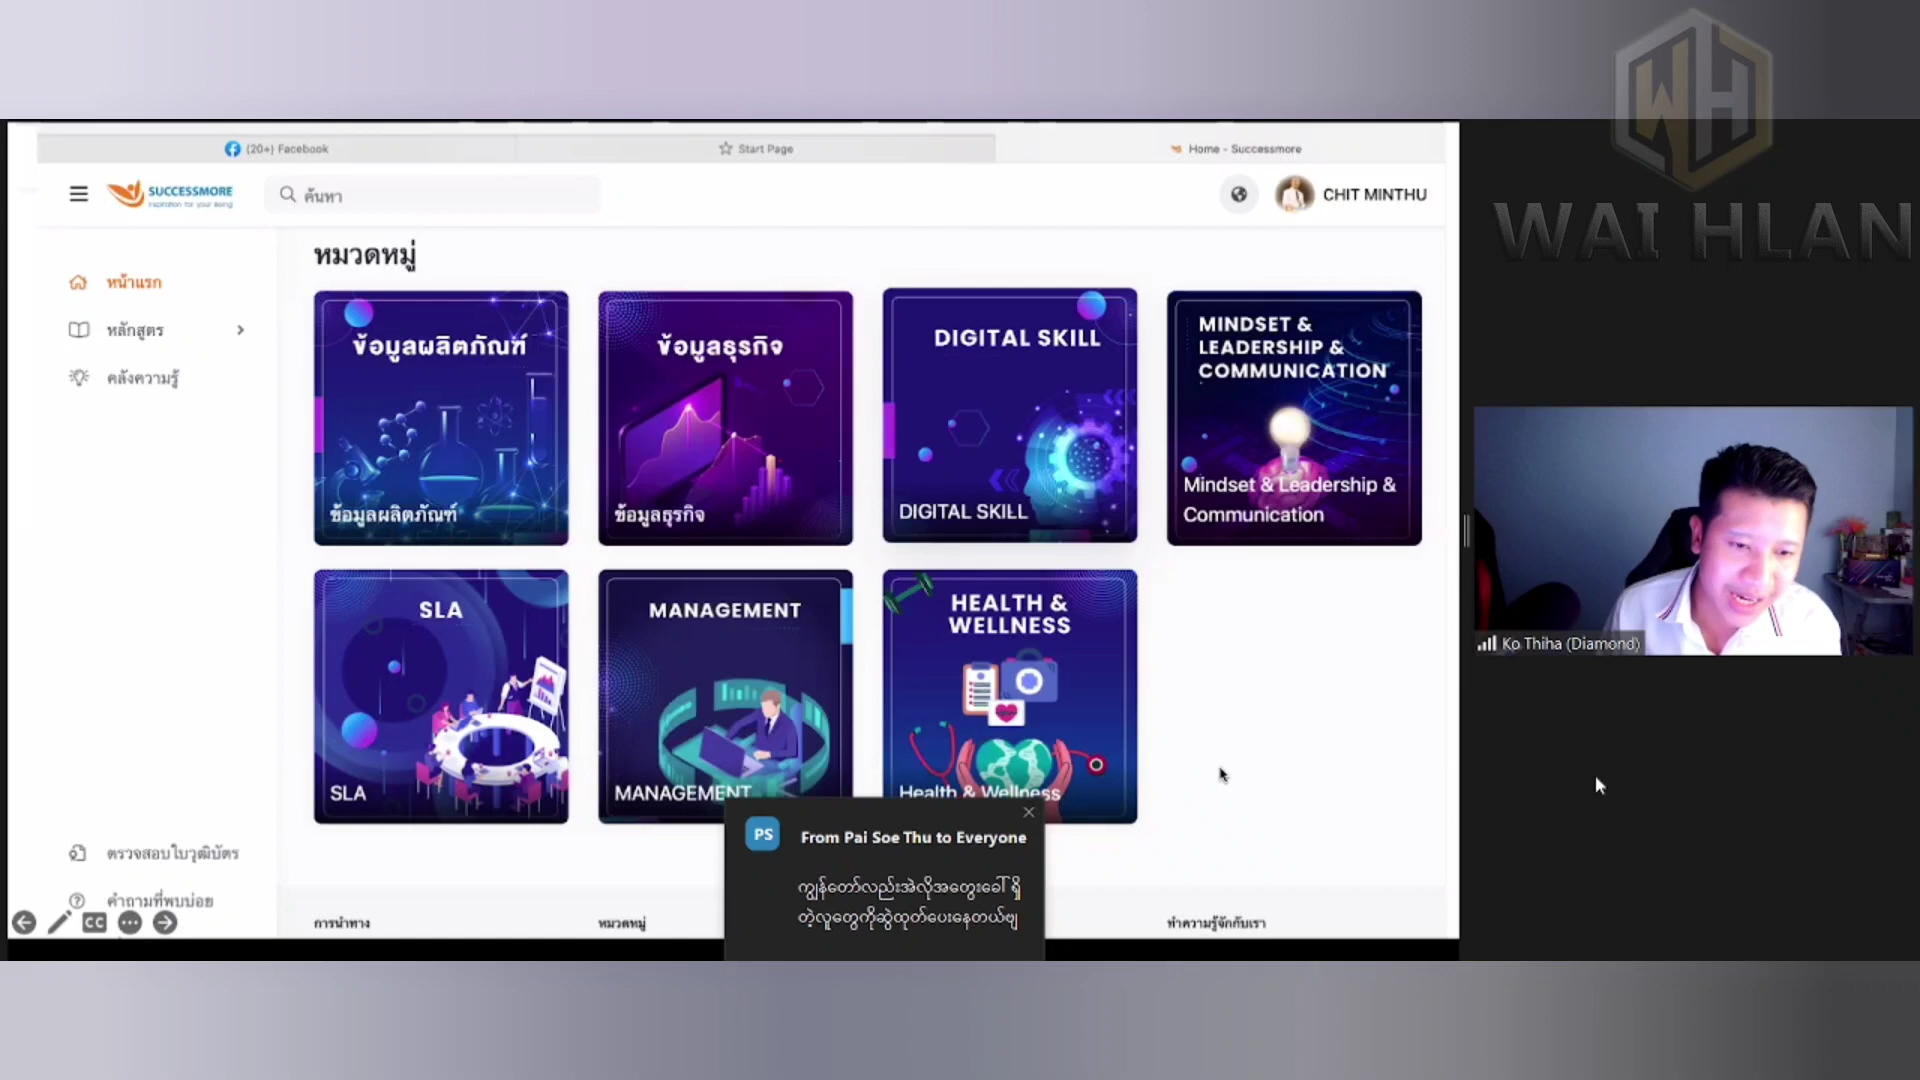 WAI HLAN
(20+) Facebook
Start Page
Home - Successmore
SUCCESSMORE
Inspiration for your Being
ค้นหา
CHIT MINTHU
หน้าแรก
หลักสูตร
คลังความรู้
หมวดหมู่
ข้อมูลผลิตภัณฑ์
ข้อมูลผลิตภัณฑ์
ข้อมูลธุรกิจ
ข้อมูลธุรกิจ
DIGITAL SKILL
DIGITAL SKILL
MINDSET &
LEADERSHIP &
COMMUNICATION
Mindset & Leadership &
Communication
SLA
SLA
MANAGEMENT
MANAGEMENT
HEALTH &
WELLNESS
Health & Wellness
Ko Thiha (Diamond)
PS
From Pai Soe Thu to Everyone
ကျွန်တော်လည်းအဲလိုအတွေးခေါ် ရှိ
တဲ့လူတွေကိုဆွဲထုတ်ပေးနေတယ်ဗျ
ตรวจสอบใบวุฒิบัตร
คำถามที่พบบ่อย
CC
การนำทาง
หมวดหมู่
ทำความรู้จักกับเรา